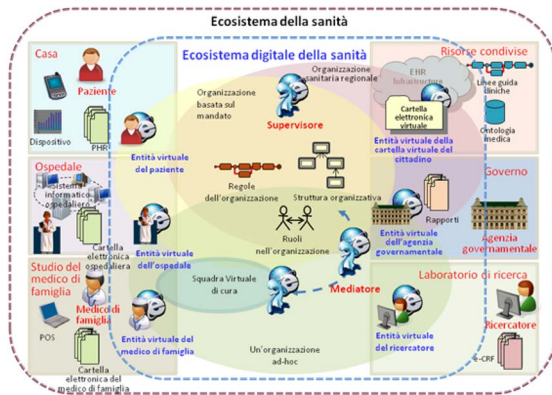 Ecosistema della sanità
Ecosistema digitale della sanità
Casa
Paziente
Dispositivo
PHR
Entità virtuale
del paziente
Organizzazione
basata sul
mandato
Supervisore
Organizzazione
sanitaria regionale
EHR
Infrastructure
Cartella
elettronica
virtuale
Entità virtuale della
cartella virtuale del
cittadino
Risorse condivise
Linee guida
cliniche
Ontologia
medica
Ospedale
Sistema
informatico
ospedaliero
Cartella
elettronica
ospedaliera
Entità virtuale
dell'ospedale
Regole
dell'organizzazione
Struttura organizzativa
Ruoli
nell'organizzazione
Mediatore
Rapporti
Entità virtuale
dell'agenzia
governamentale
Governo
Agenzia
governamentale
Studio del
medico di
famiglia
Medico di
famiglia
POS
Cartella
elettronica del
medico di famiglia
Entità virtuale del
medico di famiglia
Squadra Virtuale
di cura
Un'organizzazione
ad-hoc
Laboratorio di ricerca
Entità virtuale
del ricercatore
Ricercatore
e-CRF